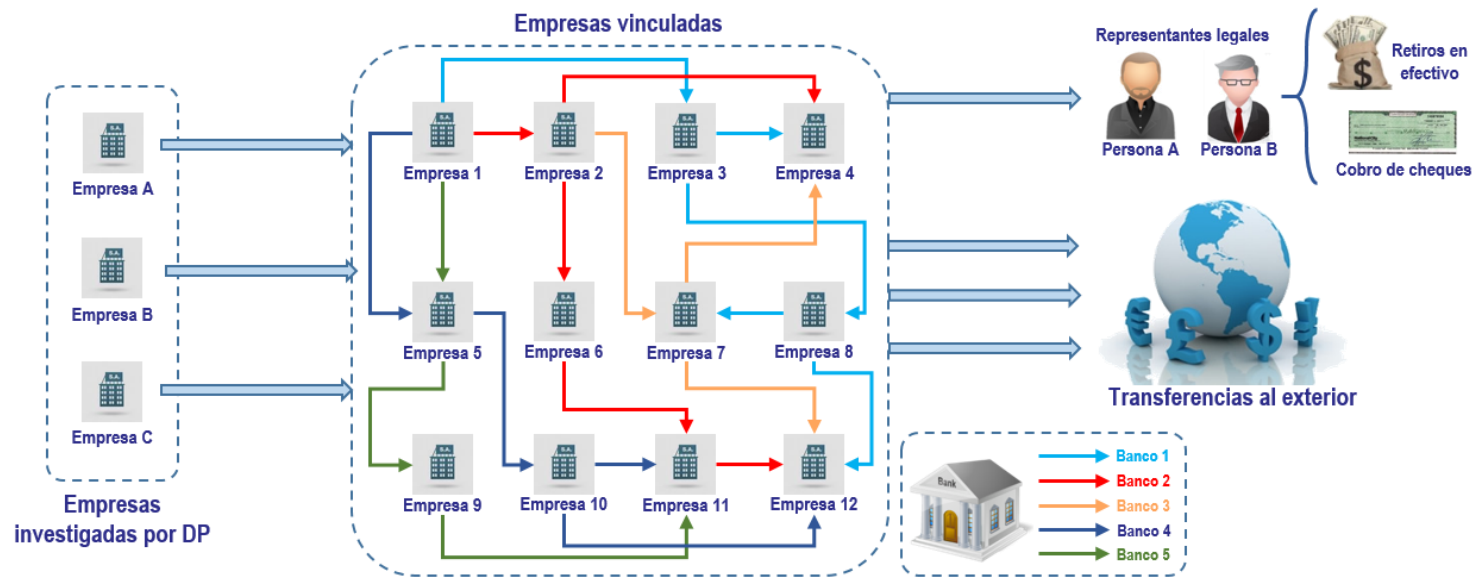 Empresas vinculadas
Representantes legales
Retiros en
efectivo
Persona A
Persona B
Cobro de cheques
S.A.
Empresa A
S.A.
Empresa B
S.A.
Empresa C
Empresas
investigadas por DP
S.A.
Empresa 1
S.A.
Empresa 2
S.A.
Empresa 3
S.A.
Empresa 4
S.A.
Empresa 5
S.A.
Empresa 6
S.A.
Empresa 7
S.A.
Empresa 8
S.A.
Empresa 9
S.A.
Empresa 10
S.A.
Empresa 11
S.A.
Empresa 12
Transferencias al exterior
Bank
Banco 1
Banco 2
Banco 3
Banco 4
Banco 5